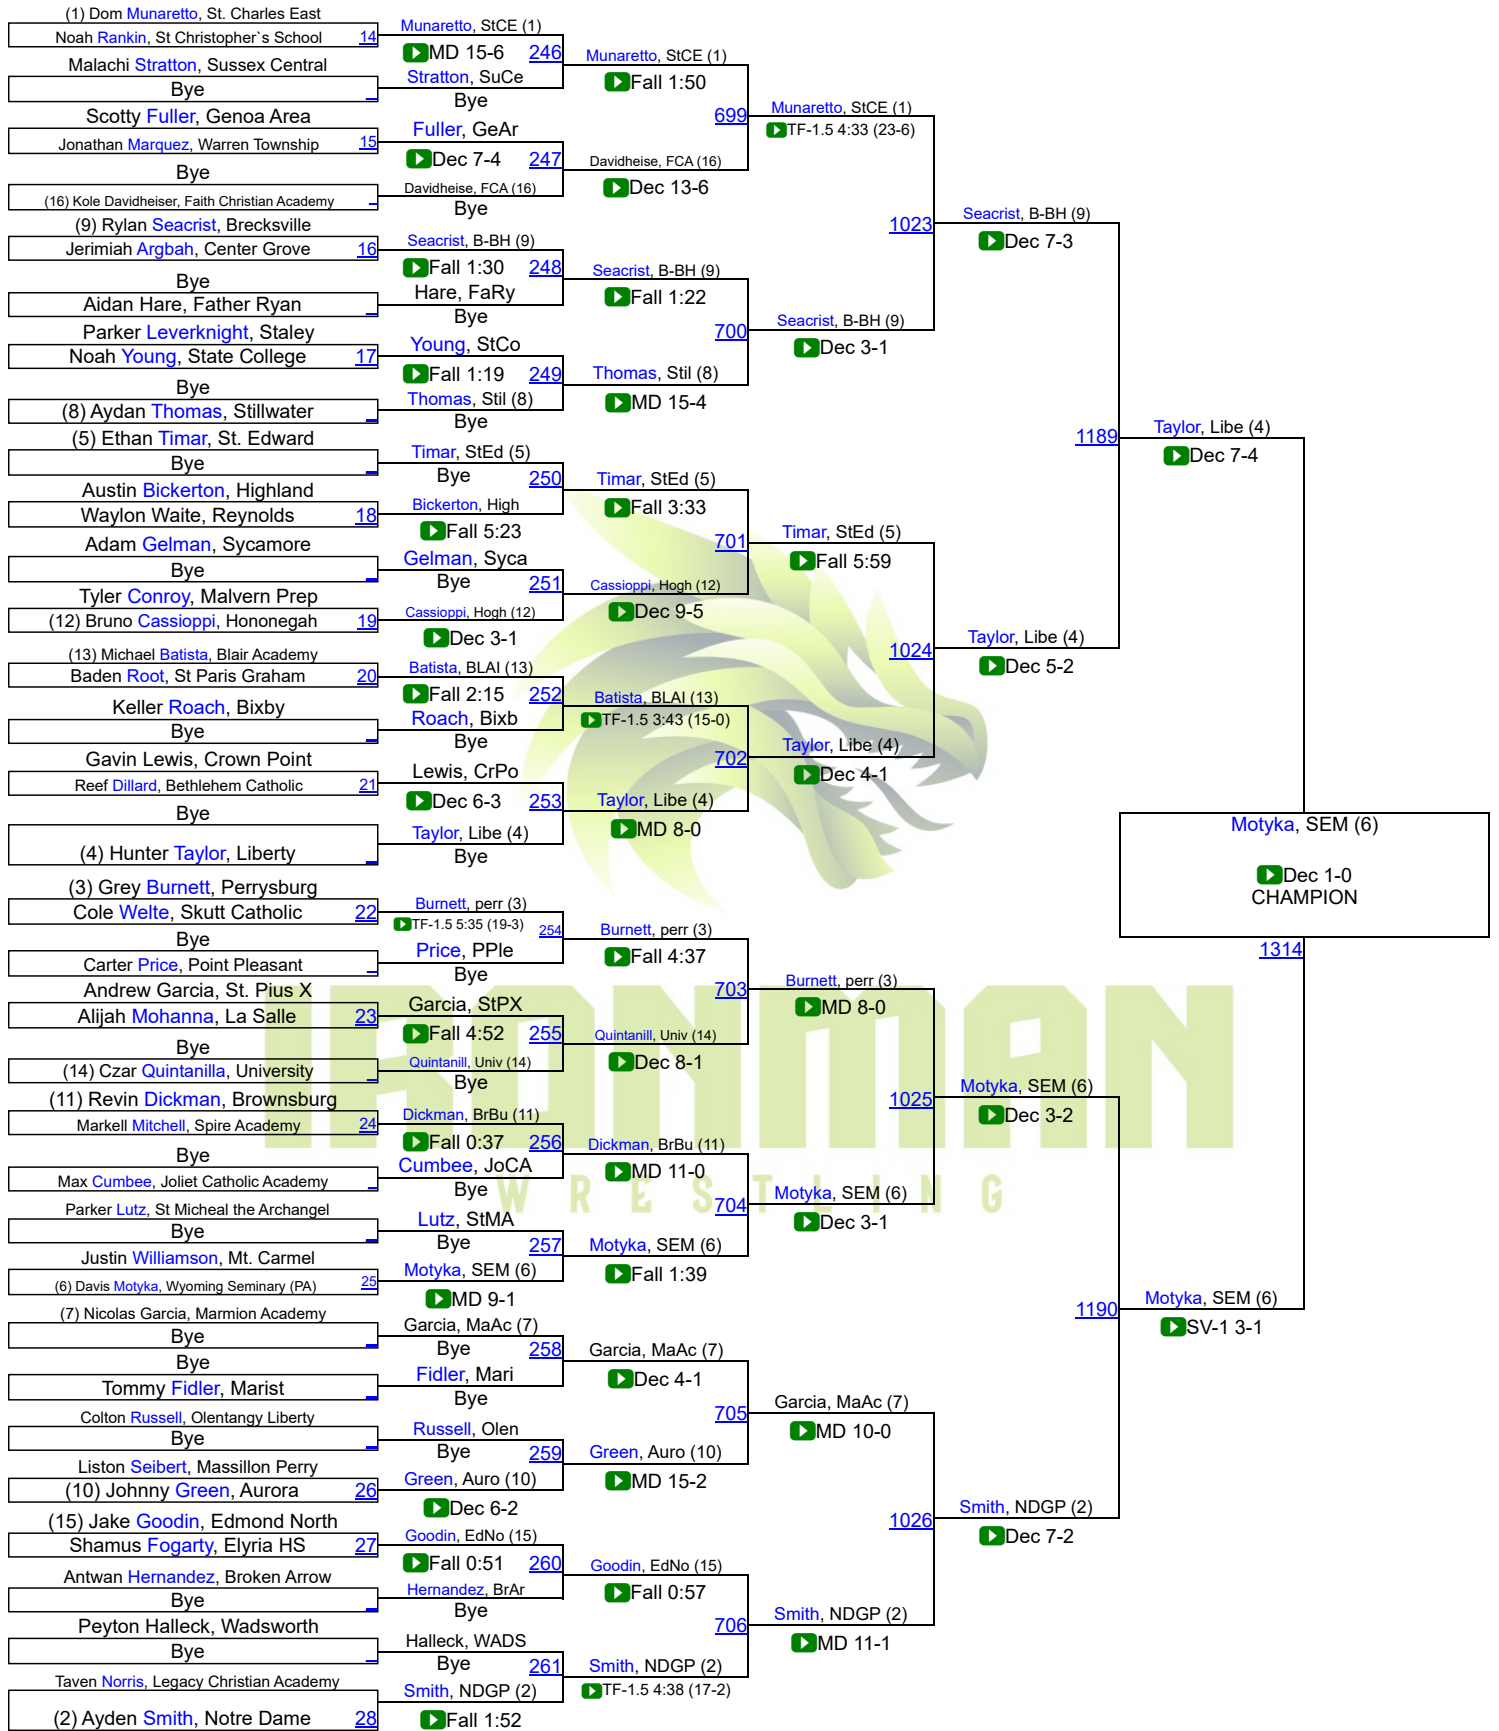 (1) Dom Munaretto, St. Charles East
Noah Rankin, St Christopher`s School 14
Malachi Stratton, Sussex Central
Bye
Scotty Fuller, Genoa Area
Jonathan Marquez, Warren Township 15
Bye
(16) Kole Davidheiser, Faith Christian Academy
(9) Rylan Seacrist, Brecksville
Jerimiah Argbah, Center Grove 16
Bye
Aidan Hare, Father Ryan
Parker Leverknight, Staley
Noah Young, State College 17
Bye
(8) Aydan Thomas, Stillwater
(5) Ethan Timar, St. Edward
Bye
Austin Bickerton, Highland
Waylon Waite, Reynolds 18
Adam Gelman, Sycamore
Bye
Tyler Conroy, Malvern Prep
(12) Bruno Cassioppi, Hononegah 19
(13) Michael Batista, Blair Academy
Baden Root, St Paris Graham 20
Keller Roach, Bixby
Bye
Gavin Lewis, Crown Point
Reef Dillard, Bethlehem Catholic 21
Bye
(4) Hunter Taylor, Liberty
(3) Grey Burnett, Perrysburg
Cole Welte, Skutt Catholic 22
Bye
Carter Price, Point Pleasant
Andrew Garcia, St. Pius X
Alijah Mohanna, La Salle 23
Bye
(14) Czar Quintanilla, University
(11) Revin Dickman, Brownsburg
Markell Mitchell, Spire Academy 24
Bye
Max Cumbee, Joliet Catholic Academy
Parker Lutz, St Micheal the Archangel
Bye
Justin Williamson, Mt. Carmel
(6) Davis Motyka, Wyoming Seminary (PA) 25
(7) Nicolas Garcia, Marmion Academy
Bye
Bye
Tommy Fidler, Marist
Colton Russell, Olentangy Liberty
Bye
Liston Seibert, Massillon Perry
(10) Johnny Green, Aurora 26
(15) Jake Goodin, Edmond North
Shamus Fogarty, Elyria HS 27
Antwan Hernandez, Broken Arrow
Bye
Peyton Halleck, Wadsworth
Bye
Taven Norris, Legacy Christian Academy
(2) Ayden Smith, Notre Dame 28
Munaretto, StCE (1)
MD 15-6 246
Stratton, SuCe
Bye
Fuller, GeAr
Dec 7-4 247
Davidheise, FCA (16)
Bye
Seacrist, B-BH (9)
Fall 1:30 248
Hare, FaRy
Bye
Young, StCo
Fall 1:19 249
Thomas, Stil (8)
Bye
Timar, StEd (5)
Bye 250
Bickerton, High
Fall 5:23
Gelman, Syca
Bye 251
Cassioppi, Hogh (12)
Dec 3-1
Batista, BLAI (13)
Fall 2:15 252
Roach, Bixb
Bye
Lewis, CrPo
Dec 6-3 253
Taylor, Libe (4)
Bye
Burnett, perr (3)
TF-1.5 5:35 (19-3) 254
Price, PPle
Bye
Garcia, StPX
Fall 4:52 255
Quintanill, Univ (14)
Bye
Dickman, BrBu (11)
Fall 0:37 256
Cumbee, JoCA
Bye
Lutz, StMA
Bye 257
Motyka, SEM (6)
MD 9-1
Garcia, MaAc (7)
Bye 258
Fidler, Mari
Bye
Russell, Olen
Bye 259
Green, Auro (10)
Dec 6-2
Goodin, EdNo (15)
Fall 0:51 260
Hernandez, BrAr
Bye
Halleck, WADS
Bye 261
Smith, NDGP (2)
Fall 1:52
Munaretto, StCE (1)
Fall 1:50
699
Davidheise, FCA (16)
Dec 13-6
Seacrist, B-BH (9)
Fall 1:22
700
Thomas, Stil (8)
MD 15-4
Timar, StEd (5)
Fall 3:33
701
Cassioppi, Hogh (12)
Dec 9-5
Batista, BLAI (13)
TF-1.5 3:43 (15-0)
702
Taylor, Libe (4)
MD 8-0
Burnett, perr (3)
Fall 4:37
703
Quintanill, Univ (14)
Dec 8-1
Dickman, BrBu (11)
MD 11-0
704
Motyka, SEM (6)
Fall 1:39
Garcia, MaAc (7)
Dec 4-1
705
Green, Auro (10)
MD 15-2
Goodin, EdNo (15)
Fall 0:57
706
Smith, NDGP (2)
TF-1.5 4:38 (17-2)
Munaretto, StCE (1)
TF-1.5 4:33 (23-6)
1023
Seacrist, B-BH (9)
Dec 3-1
Timar, StEd (5)
Fall 5:59
1024
Taylor, Libe (4)
Dec 4-1
Burnett, perr (3)
MD 8-0
1025
Motyka, SEM (6)
Dec 3-1
Garcia, MaAc (7)
MD 10-0
1026
Smith, NDGP (2)
MD 11-1
Seacrist, B-BH (9)
Dec 7-3
1189
Taylor, Libe (4)
Dec 5-2
Motyka, SEM (6)
Dec 3-2
1190
Smith, NDGP (2)
Dec 7-2
Taylor, Libe (4)
Dec 7-4
Motyka, SEM (6)
Dec 1-0
CHAMPION
1314
Motyka, SEM (6)
SV-1 3-1
IRONMAN
WRESTLING